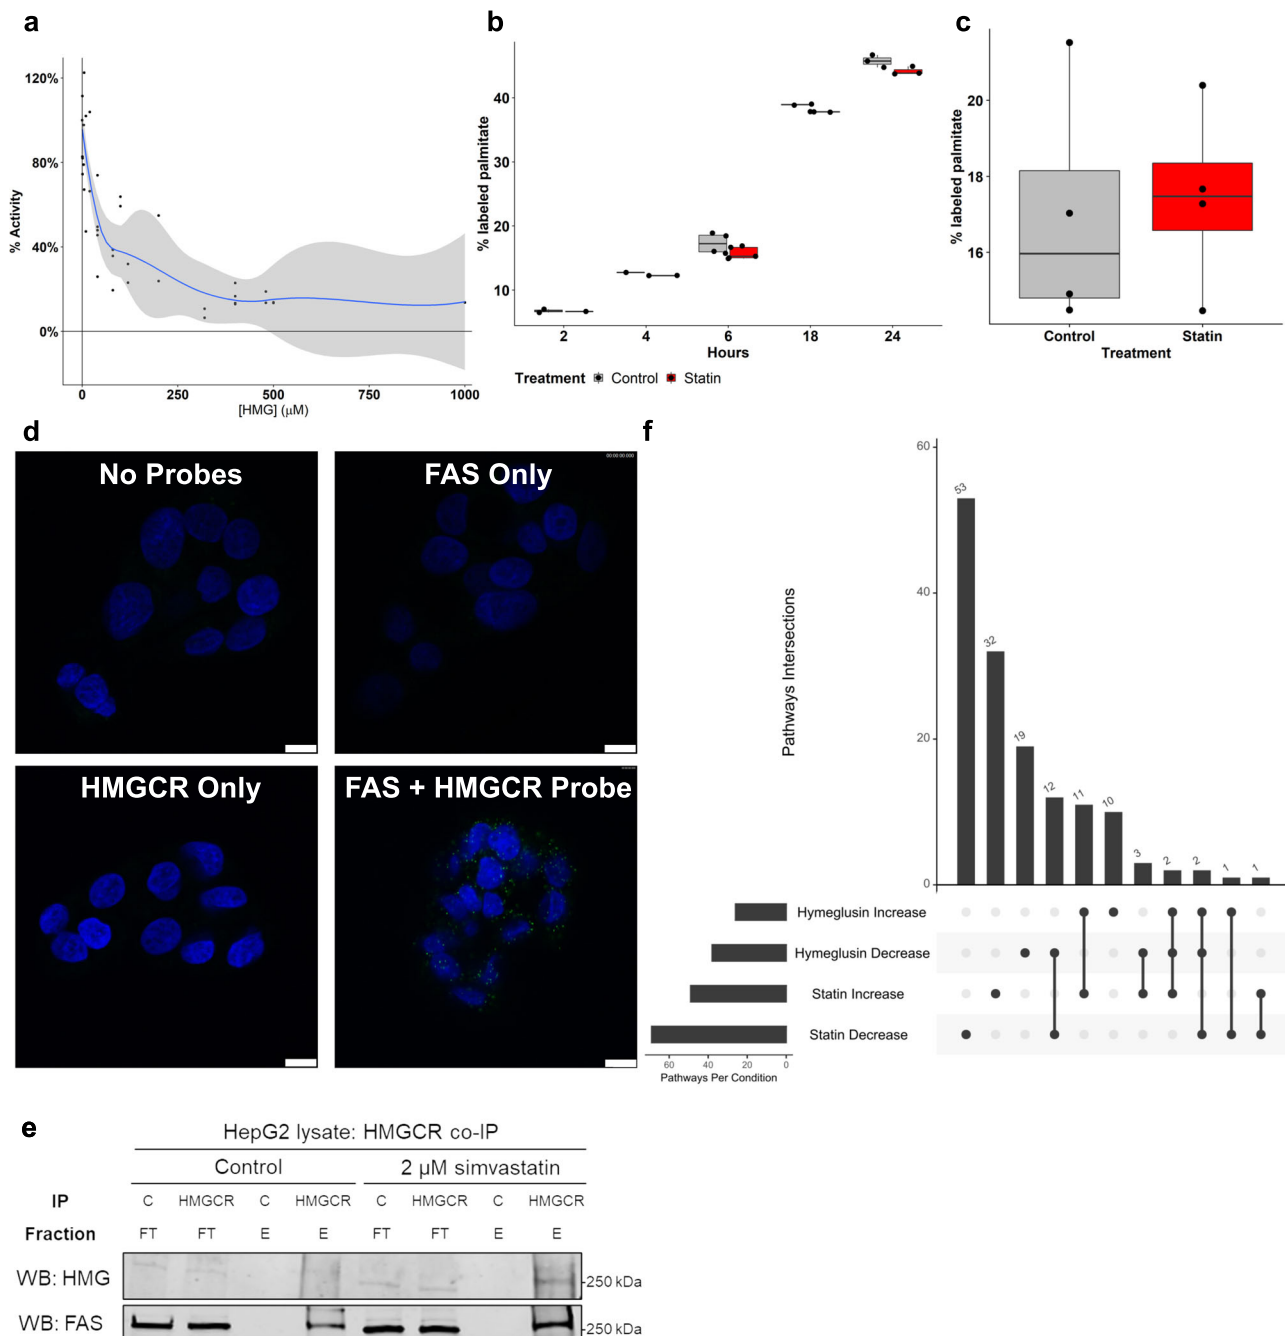 a
120%
80%
40%
0%
% Activity
0
250
500
750
1000
[HMG] (µM)
b
40
30
20
10
% labeled palmitate
2
4
6
18
24
Hours
Treatment Control Statin
c
20
18
16
% labeled palmitate
Control
Statin
Treatment
d
No Probes
FAS Only
HMGCR Only
FAS + HMGCR Probe
f
60
40
20
0
Pathways Intersections
53
32
19
12
11
10
3
2
2
1
1
Hymeglusin Increase
Hymeglusin Decrease
Statin Increase
Statin Decrease
60 40 20 0
Pathways Per Condition
e
HepG2 lysate: HMGCR co-IP
Control
2 µM simvastatin
IP C HMGCR C HMGCR C HMGCR C HMGCR
Fraction FT FT E E FT FT E E
WB: HMG
250 kDa
WB: FAS
250 kDa